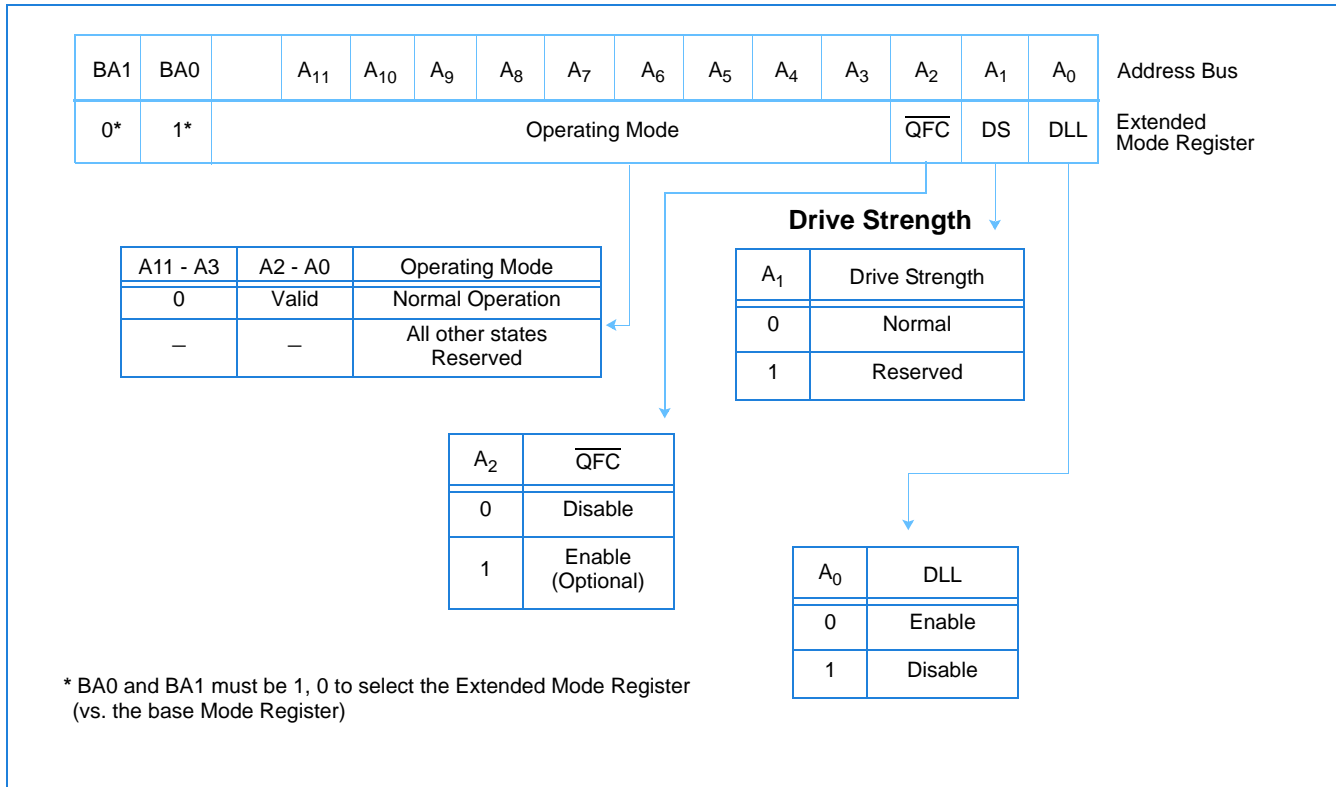 BA1 BA0 A11 A10 A9 A8 A7 A6 A5 A4 A3 A2 A1 A0 Address Bus
0* 1* Operating Mode Q̅F̅C̅ DS DLL Extended
Mode Register
Drive Strength
A11 - A3 A2 - A0 Operating Mode
0 Valid Normal Operation
– – All other states
Reserved
A1 Drive Strength
0 Normal
1 Reserved
A2 Q̅F̅C̅
0 Disable
1 Enable
(Optional)
A0 DLL
0 Enable
1 Disable
* BA0 and BA1 must be 1, 0 to select the Extended Mode Register
(vs. the base Mode Register)